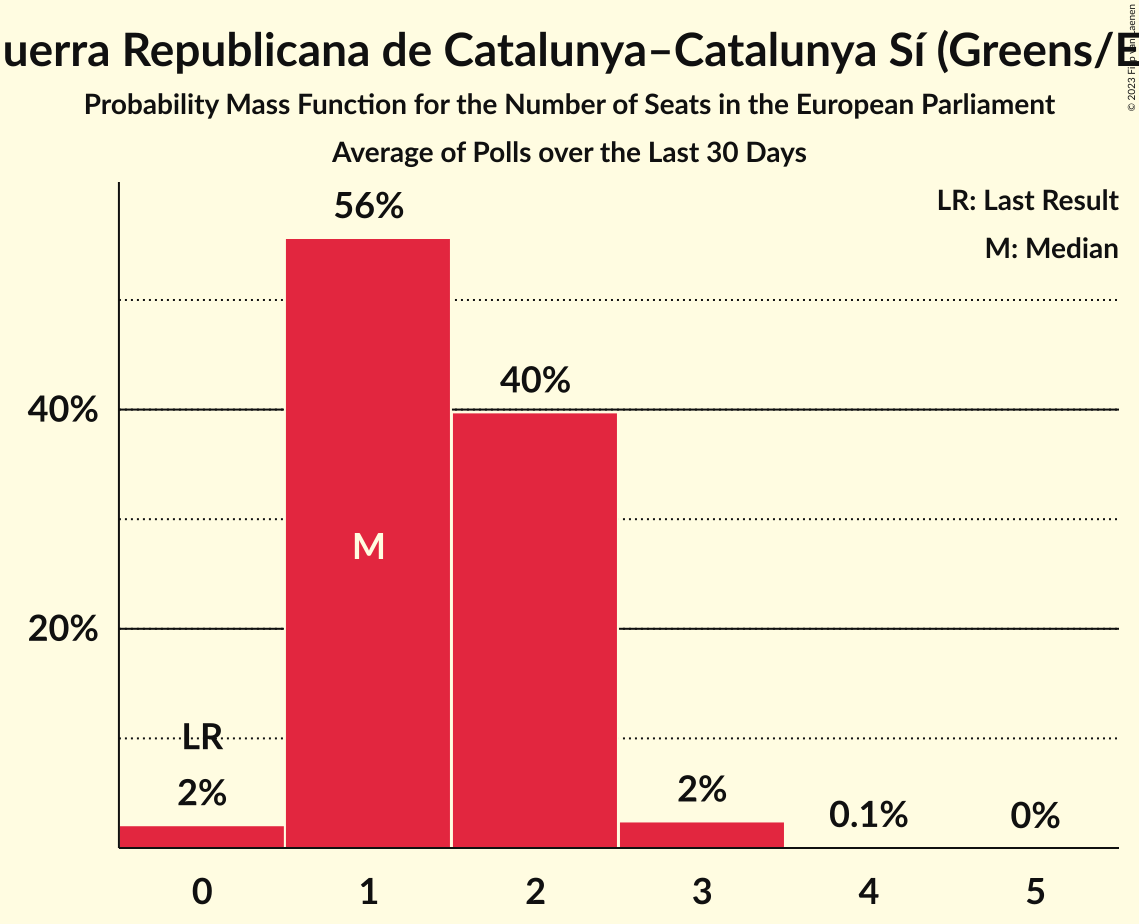 uerra Republicana de Catalunya–Catalunya Sí (Greens/E
Probability Mass Function for the Number of Seats in the European Parliament
Average of Polls over the Last 30 Days
LR: Last Result
M: Median
56%
40%
40%
M
20%
LR
2%
2%
0.1%
0%
0 1 2 3 4 5
© 2023